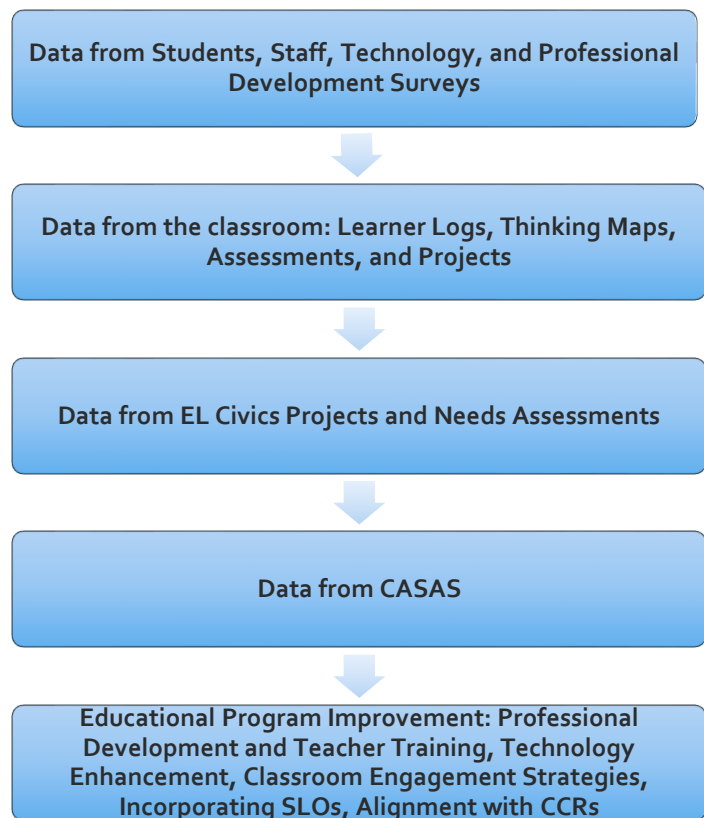 Data from Students, Staff, Technology, and Professional
Development Surveys
Data from the classroom: Learner Logs, Thinking Maps,
Assessments, and Projects
Data from EL Civics Projects and Needs Assessments
Data from CASAS
Educational Program Improvement: Professional
Development and Teacher Training, Technology
Enhancement, Classroom Engagement Strategies,
Incorporating SLOs, Alignment with CCRs